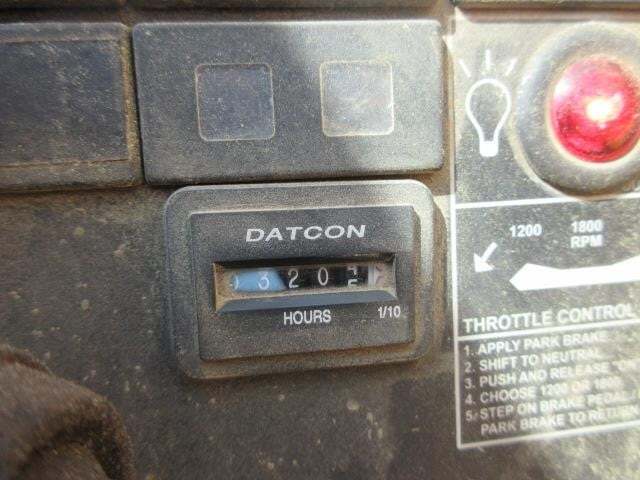 DATCON
3 2 0
HOURS 1/10
1200 1800
RPM
THROTTLE CONTROL
1. APPLY PARK BRAKE
2. SHIFT TO NEUTRAL
3. PUSH AND RELEASE
4. CHOOSE 1200 OR 1800
5. STEP ON BRAKE PEDAL
PARK BRAKE TO RETURN